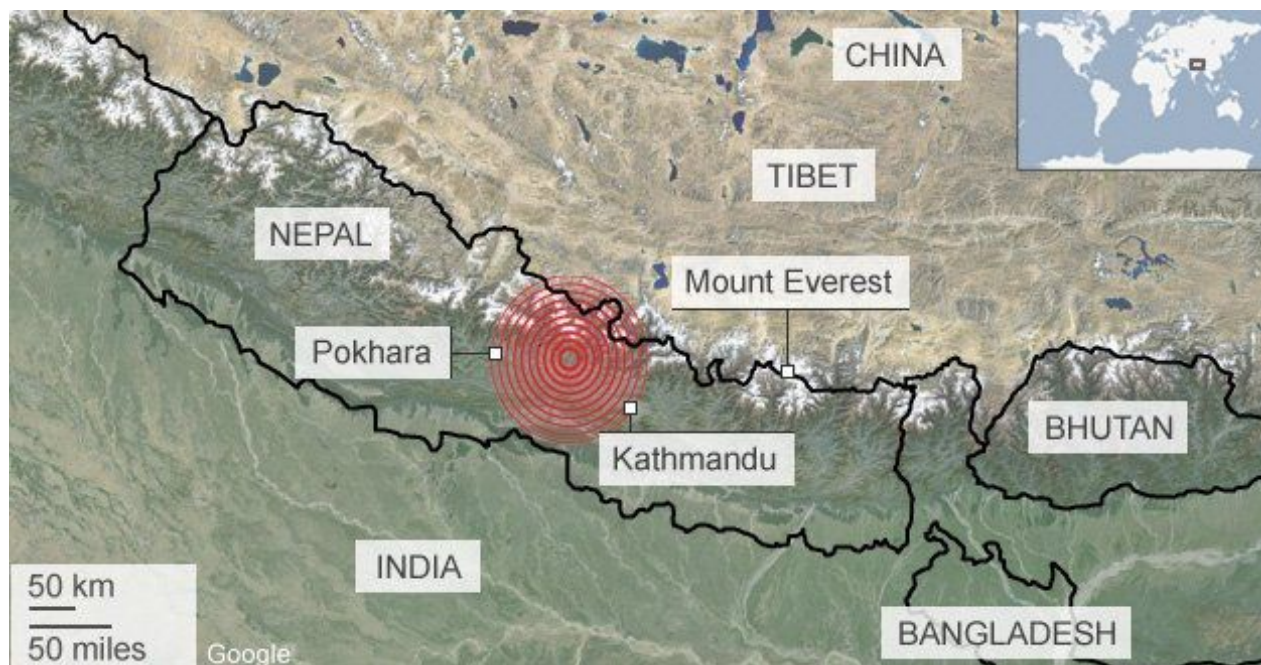 CHINA
TIBET
NEPAL
Mount Everest
Pokhara
BHUTAN
Kathmandu
INDIA
50 km
50 miles
Google
BANGLADESH